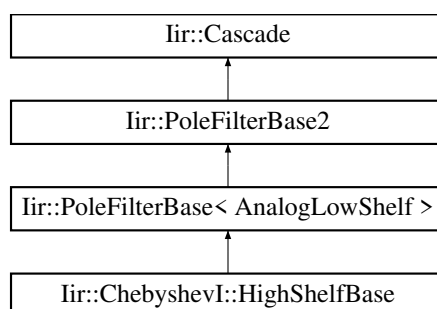 Iir::Cascade
Iir::PoleFilterBase2
Iir::PoleFilterBase< AnalogLowShelf >
Iir::ChebyshevI::HighShelfBase